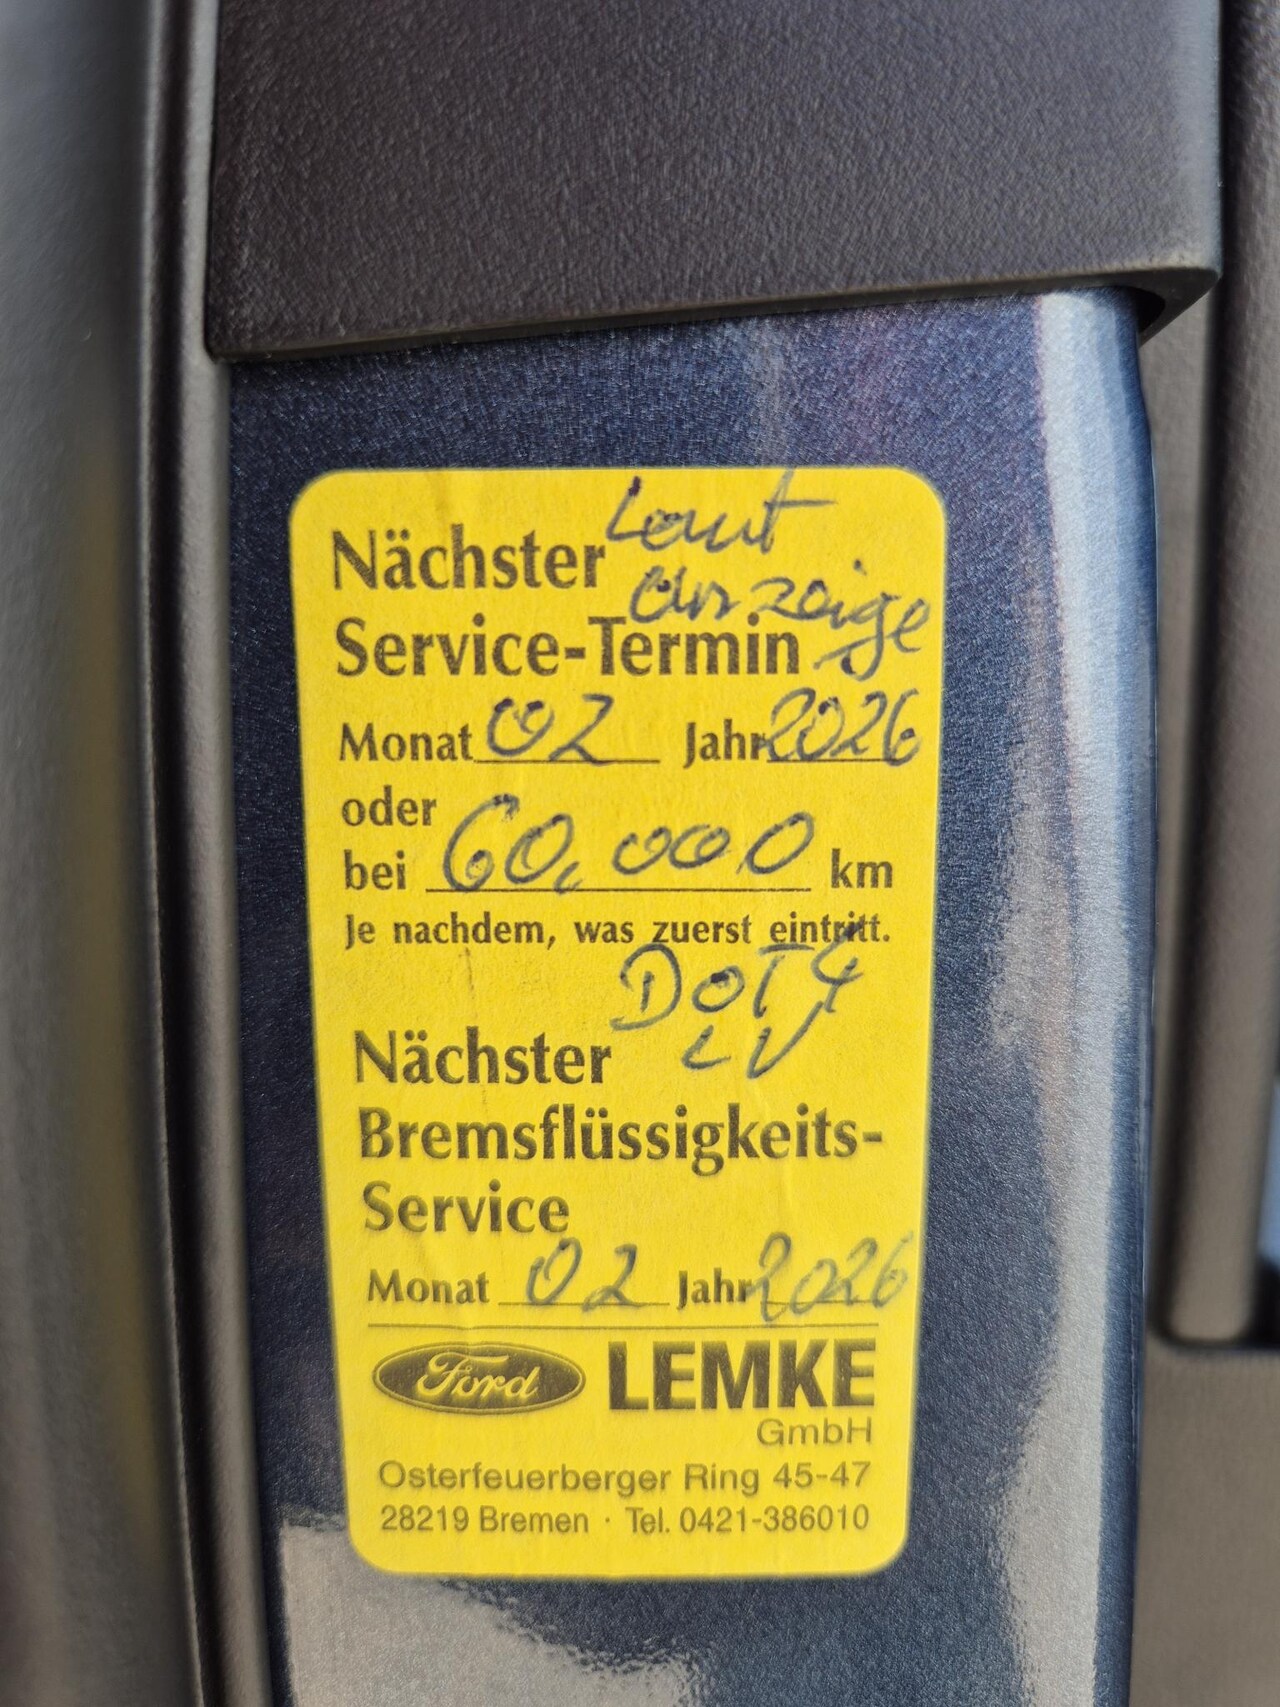 Nächster Laut
Anzeige
Service-Termin
Monat 02 Jahr 2026
oder
bei 60.000 km
Je nachdem, was zuerst eintritt.
DOT 4
LV
Nächster
Bremsflüssigkeits-
Service
Monat 02 Jahr 2026
Ford LEMKE
GmbH
Osterfeuerberger Ring 45-47
28219 Bremen · Tel. 0421-386010